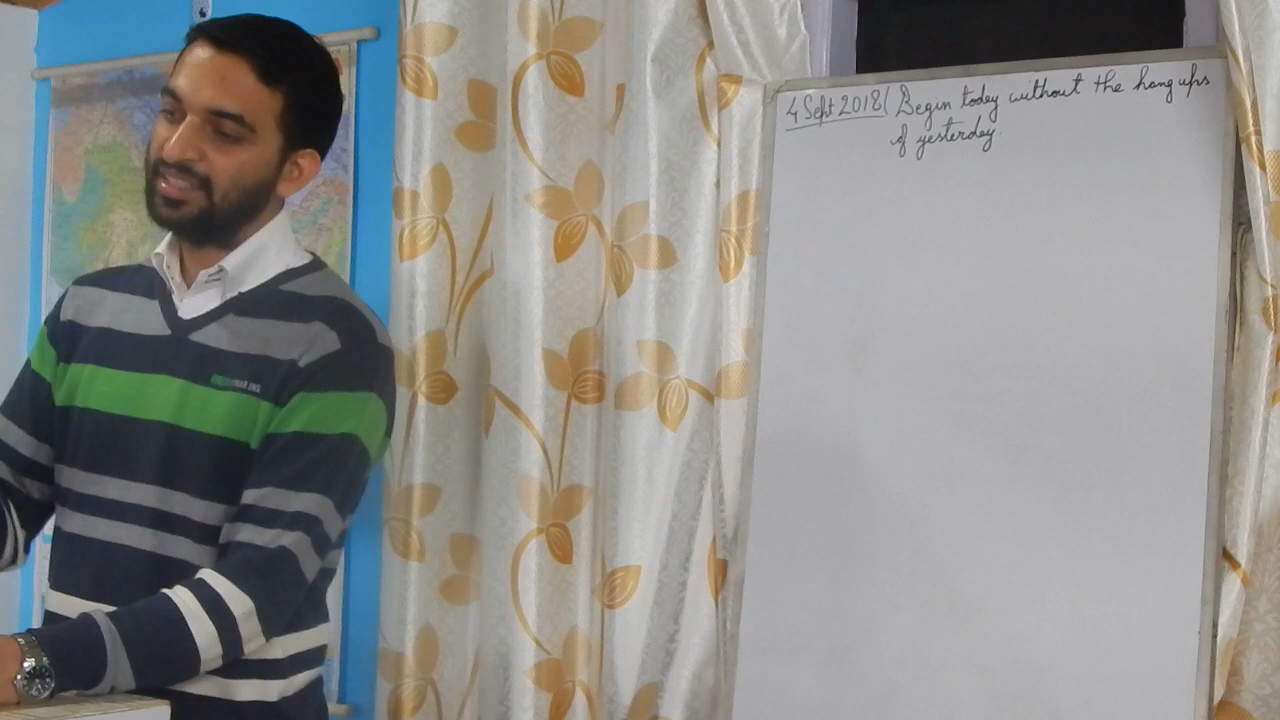 4 Sept 2018( Begin today without the hang ups
of yesterday.